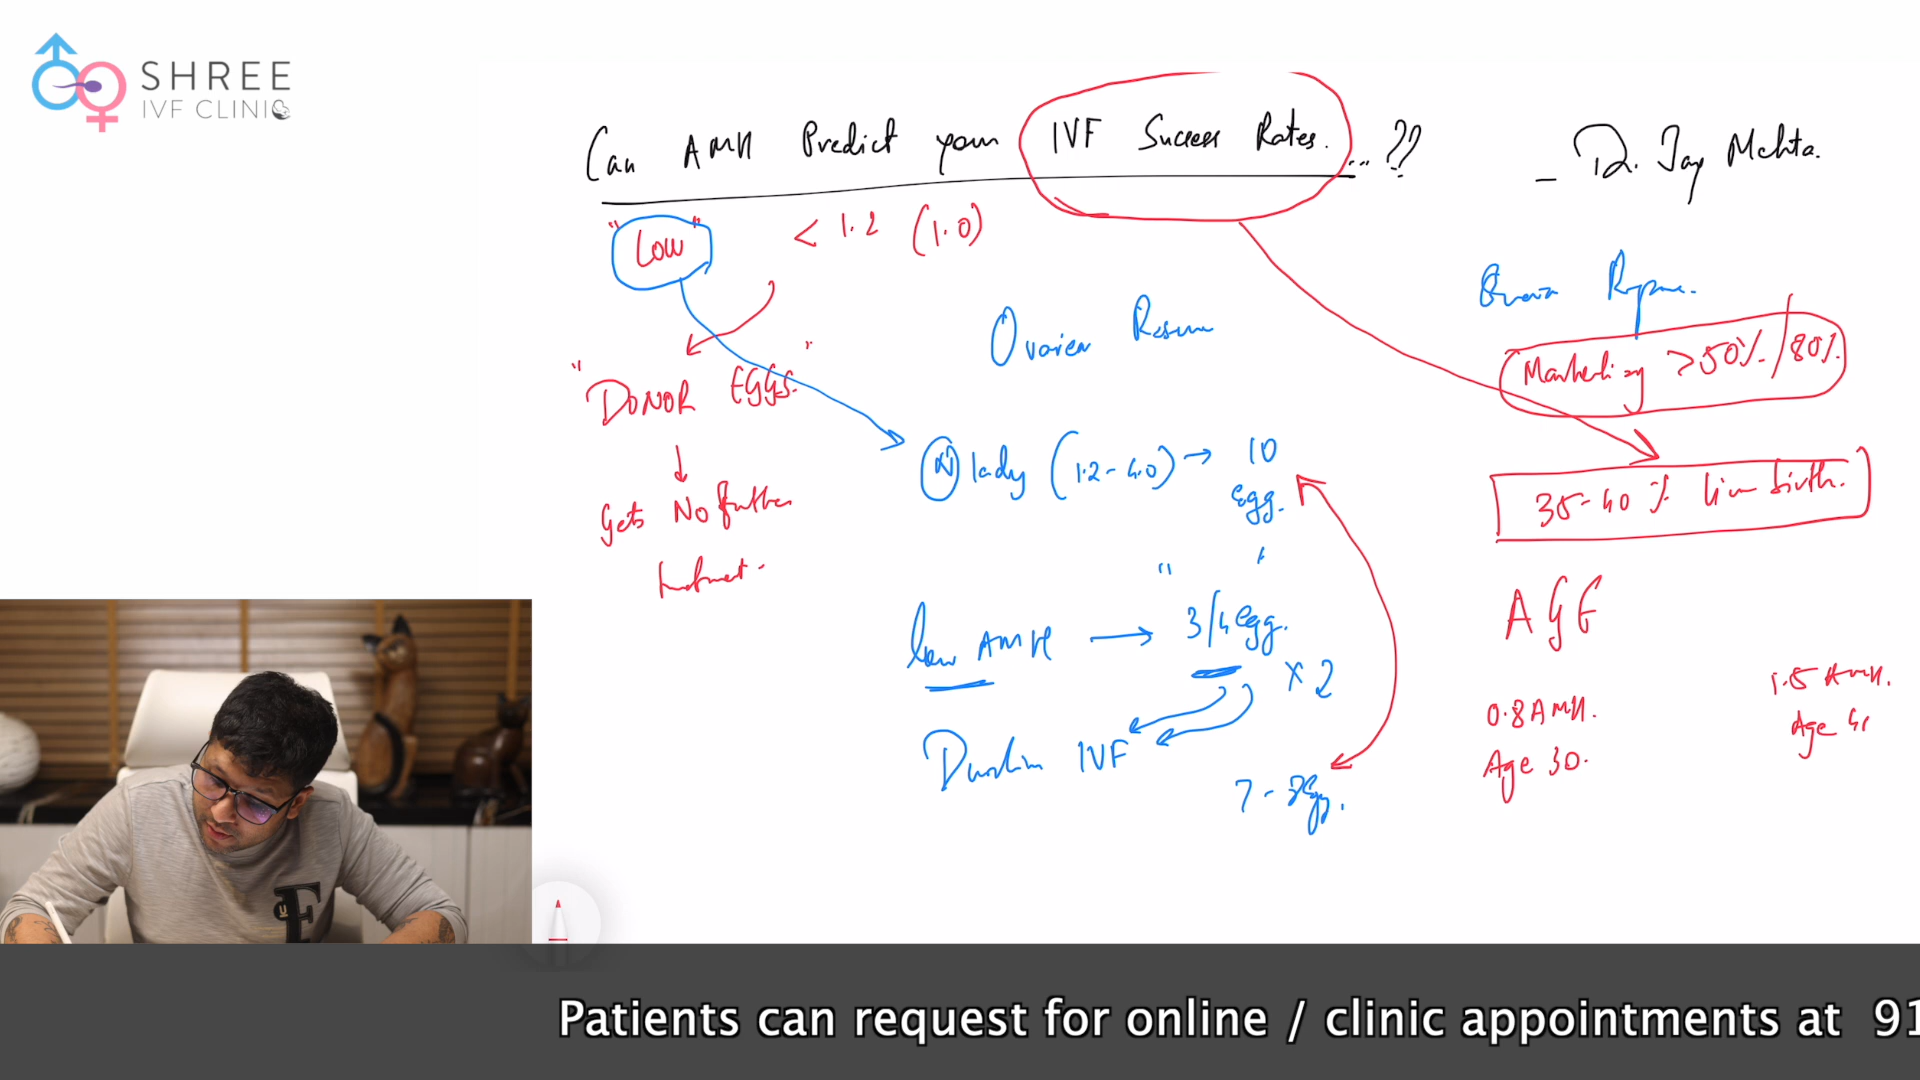 SHREE
IVF CLINIC
Can AMH Predict your IVF Success Rates....??
_ Dr. Jay Mehta.
"Low" < 1.2 (1.0)
Ovarian Reserve
Marketing >50%/80%.
"DONOR EGGS."
N lady (1.2-4.0) → 10
egg.
35-40% live birth.
Gets No further
treatment.
AGE
low AMH → "3/4 egg.
x 2
0.8 AMH.
Age 30.
1.5 AMH.
Age 41
Duostim IVF
7-8 egg.
Patients can request for online / clinic appointments at 91